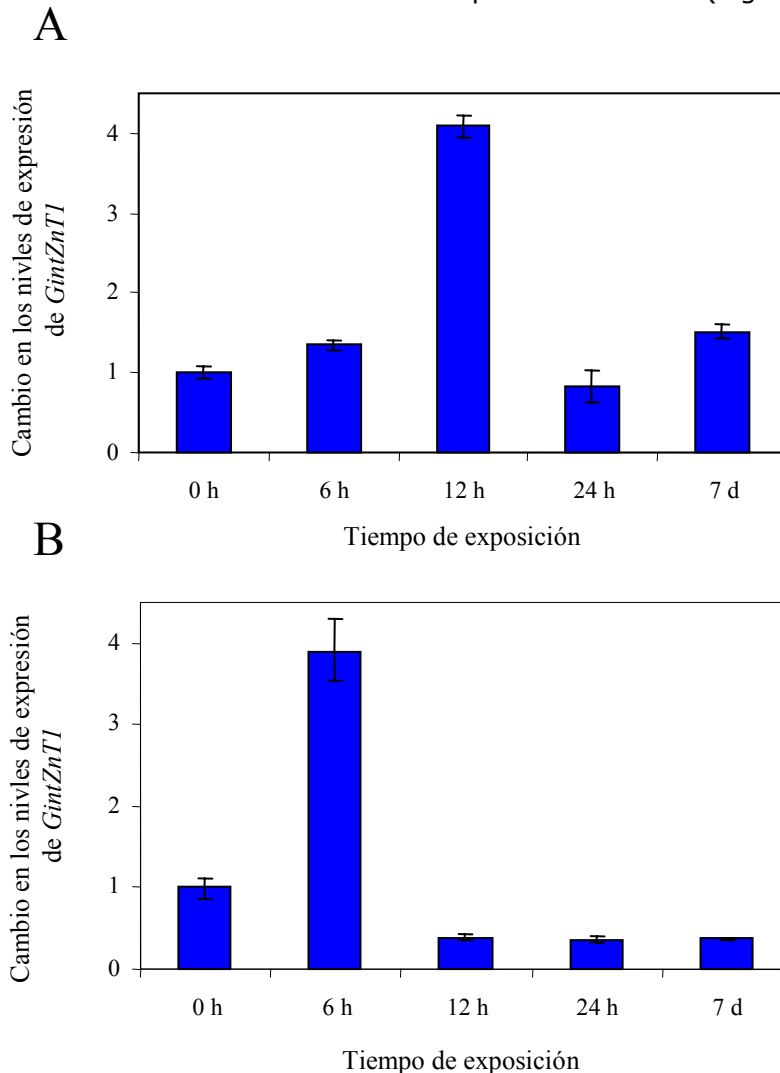 A
Cambio en los nivles de expresión
de GintZnT1
4
3
2
1
0
0 h 6 h 12 h 24 h 7 d
Tiempo de exposición
B
Cambio en los nivles de expresión
de GintZnT1
4
3
2
1
0
0 h 6 h 12 h 24 h 7 d
Tiempo de exposición